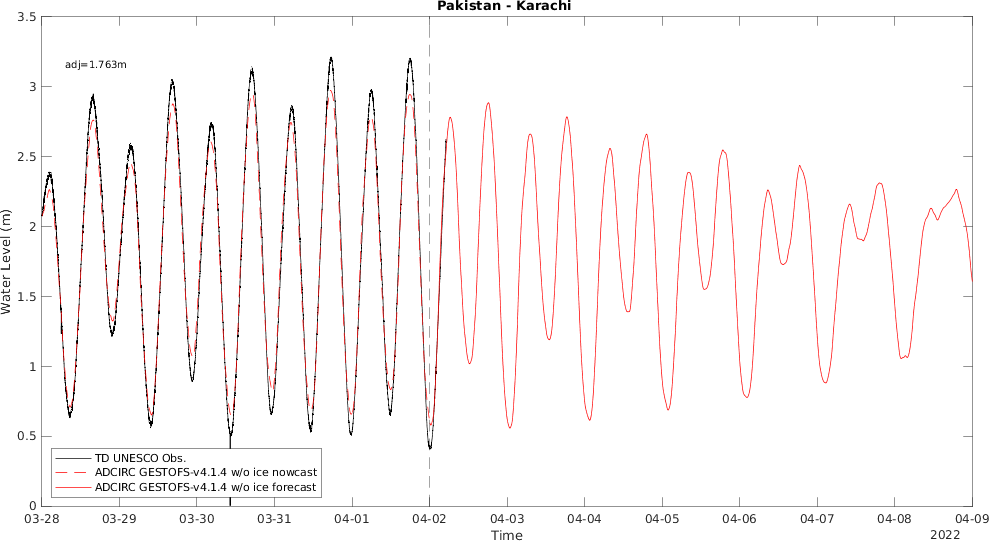 Pakistan - Karachi
3.5
adj=1.763m
3
2.5
2
Water Level (m)
1.5
1
0.5
TD UNESCO Obs.
ADCIRC GESTOFS-v4.1.4 w/o ice nowcast
ADCIRC GESTOFS-v4.1.4 w/o ice forecast
0
03-28 03-29 03-30 03-31 04-01 04-02 04-03 04-04 04-05 04-06 04-07 04-08 04-09
Time 2022